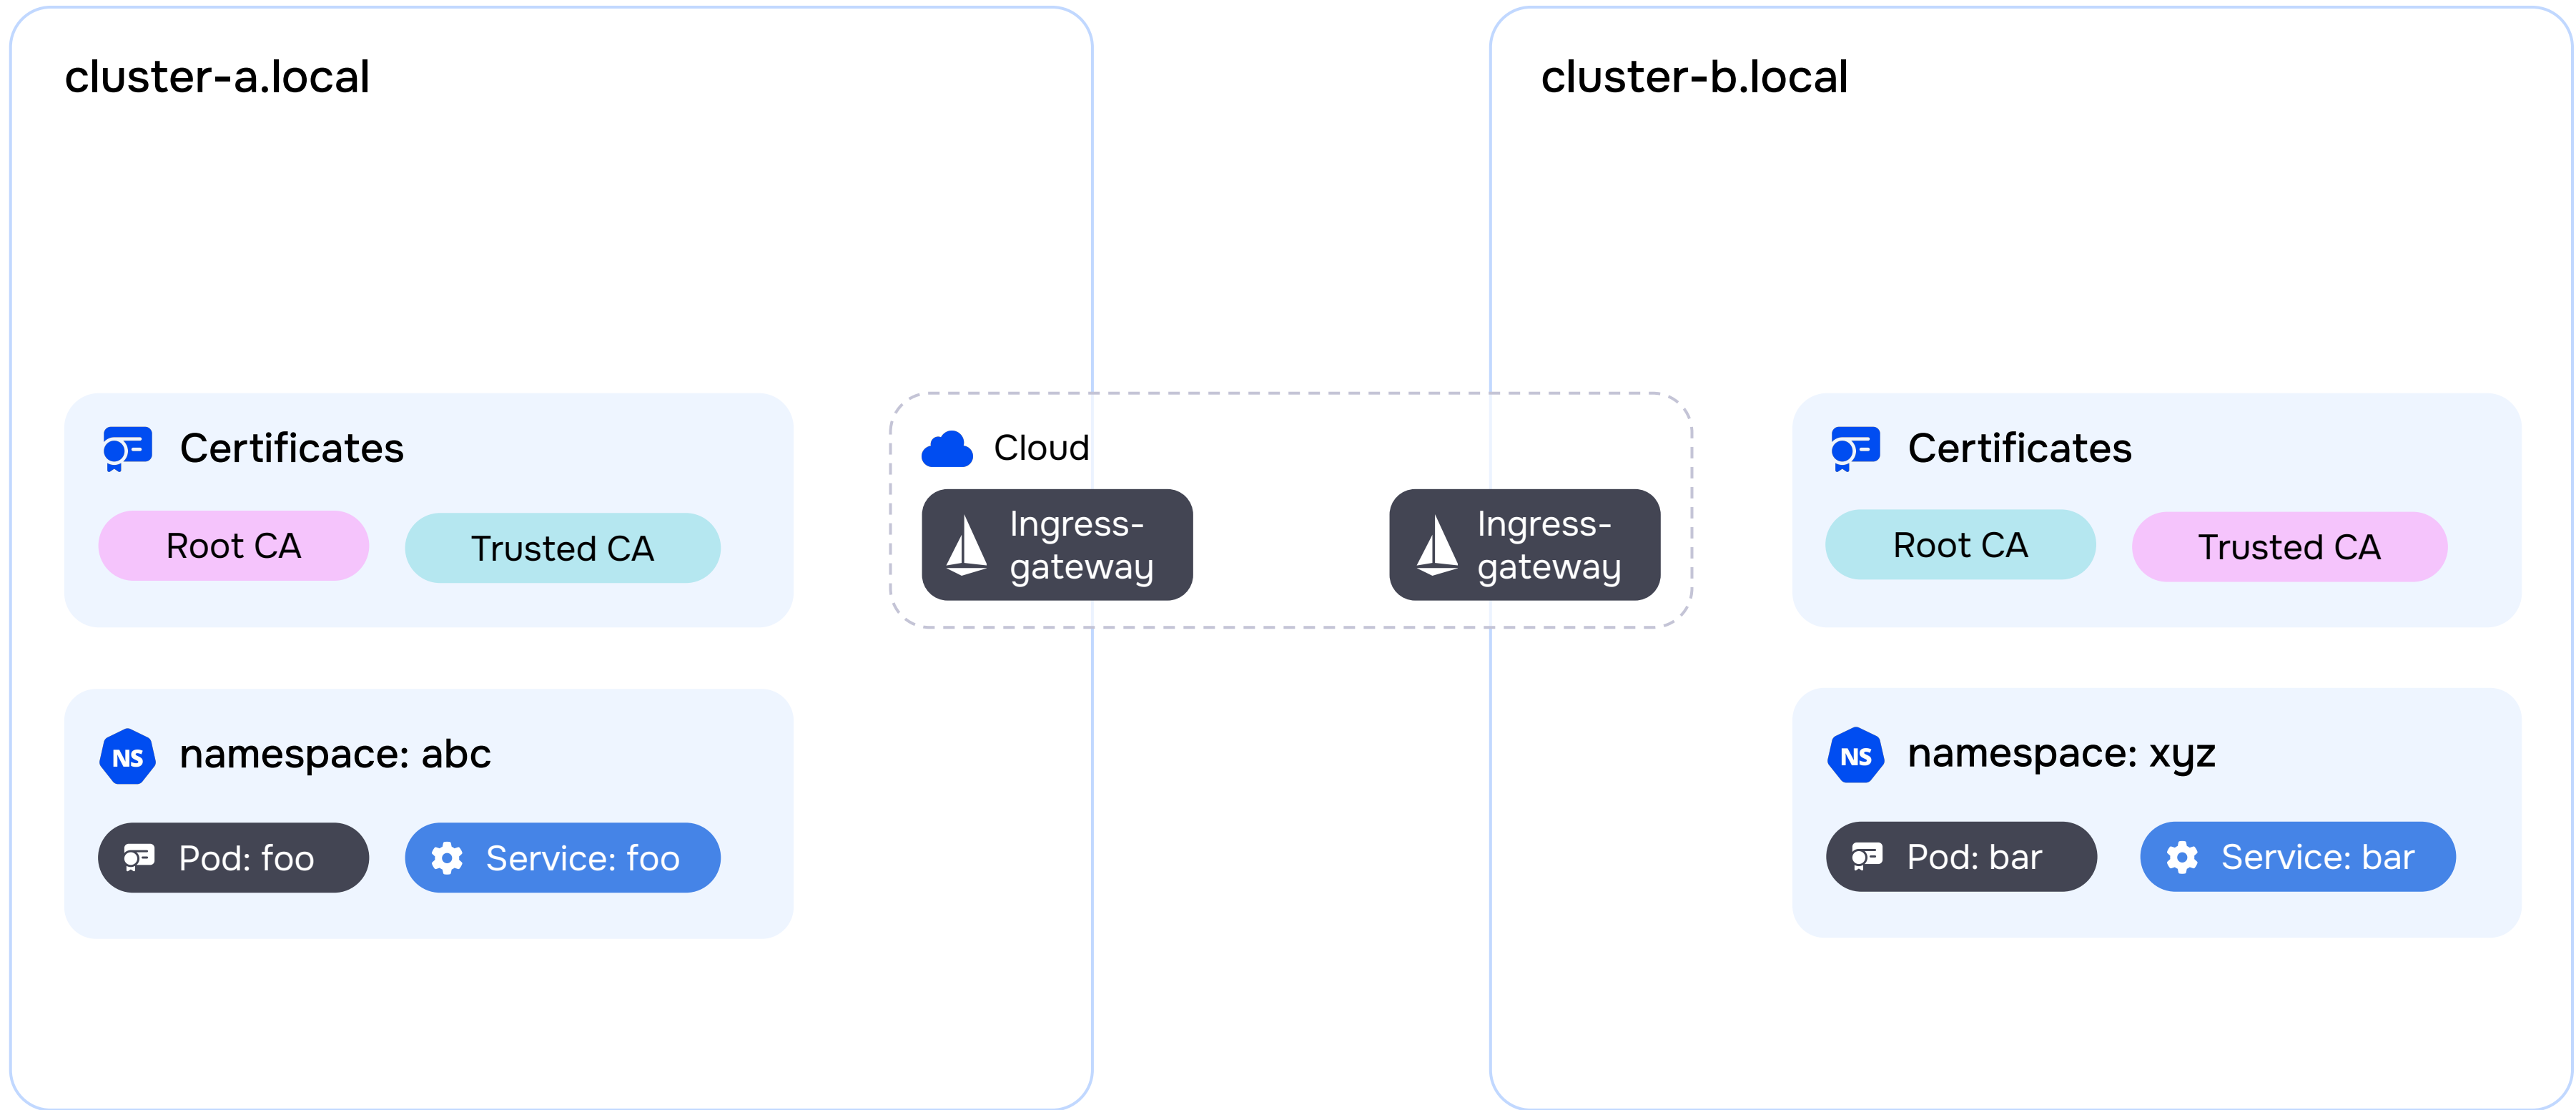 cluster-a.local
Certificates
Root CA
Trusted CA
NS
namespace: abc
Pod: foo
Service: foo
Cloud
Ingress-
gateway
Ingress-
gateway
cluster-b.local
Certificates
Root CA
Trusted CA
NS
namespace: xyz
Pod: bar
Service: bar